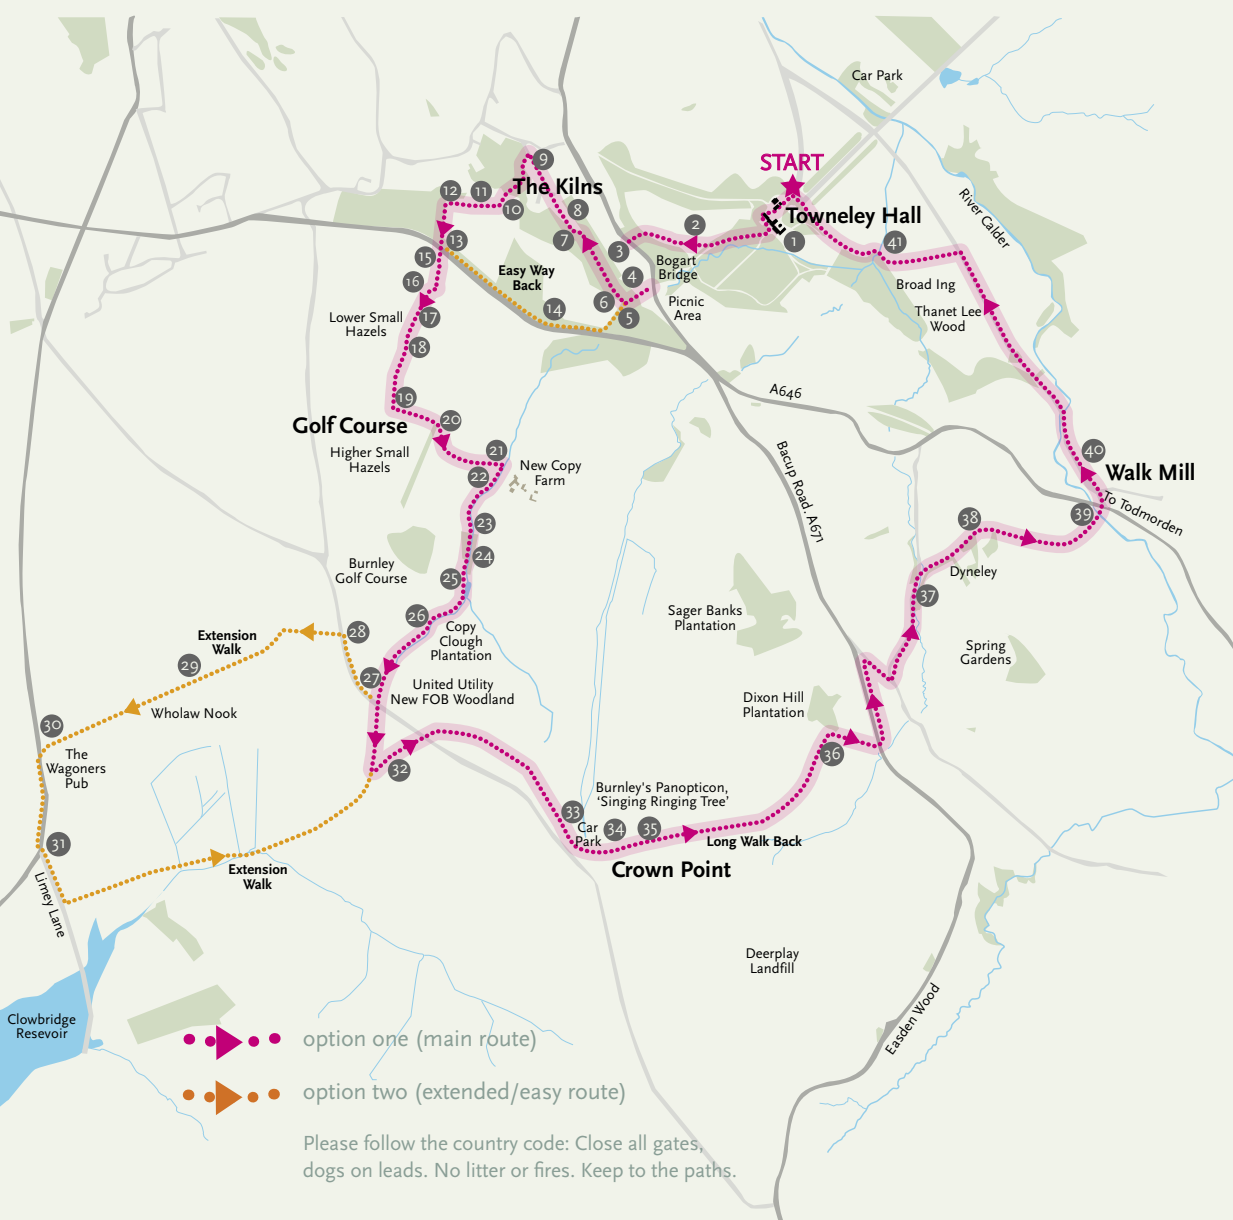 Car Park
START
9
The Kilns
12
11
10
8
River Calder
Towneley Hall
2
1
41
13
7
3
15
Bogart
Bridge
Easy Way
Back
4
16
Broad Ing
6
Picnic
Area
14
5
Thanet Lee
Wood
Lower Small
Hazels
17
18
A646
19
Golf Course
20
Higher Small
Hazels
21
New Copy
Farm
22
Bacup Road. A671
40
Walk Mill
To Todmorden
39
38
23
24
Burnley
Golf Course
25
Dyneley
37
26
Sager Banks
Plantation
Copy
Clough
Plantation
28
Extension
Walk
29
Spring
Gardens
27
United Utility
New FOB Woodland
Dixon Hill
Plantation
Wholaw Nook
30
The
Wagoners
Pub
36
32
Burnley's Panopticon,
‘Singing Ringing Tree’
33
Car
Park
34
35
Long Walk Back
31
Crown Point
Extension
Walk
Limey Lane
Deerplay
Landfill
Easden Wood
Clowbridge
Resevoir
option one (main route)
option two (extended/easy route)
Please follow the country code: Close all gates,
dogs on leads. No litter or fires. Keep to the paths.